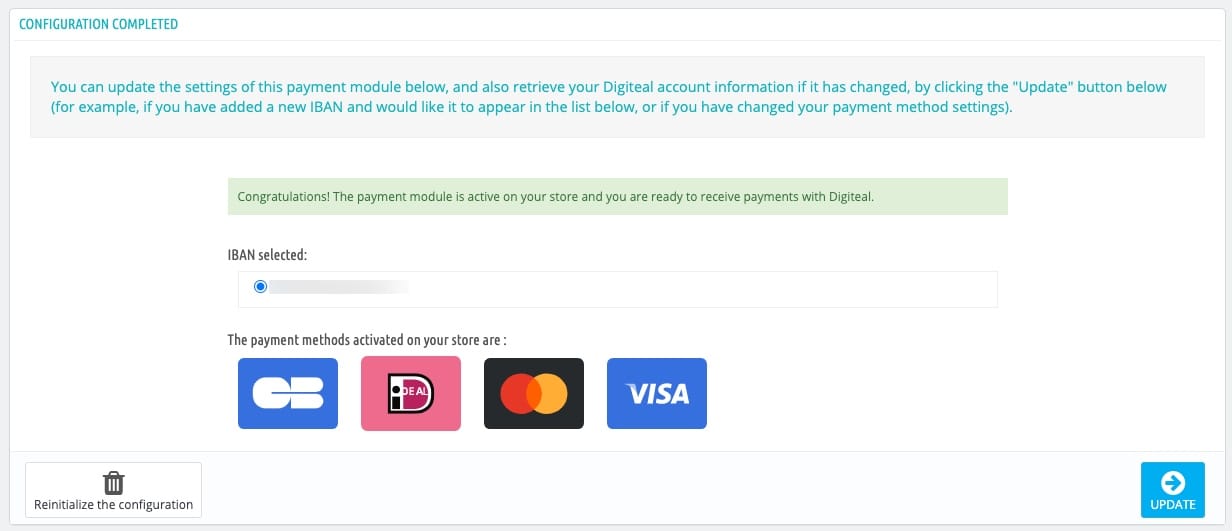 CONFIGURATION COMPLETED
You can update the settings of this payment module below, and also retrieve your Digiteal account information if it has changed, by clicking the "Update" button below
(for example, if you have added a new IBAN and would like it to appear in the list below, or if you have changed your payment method settings).
Congratulations! The payment module is active on your store and you are ready to receive payments with Digiteal.
IBAN selected:
The payment methods activated on your store are :
CB iDEAL VISA
Reinitialize the configuration
UPDATE